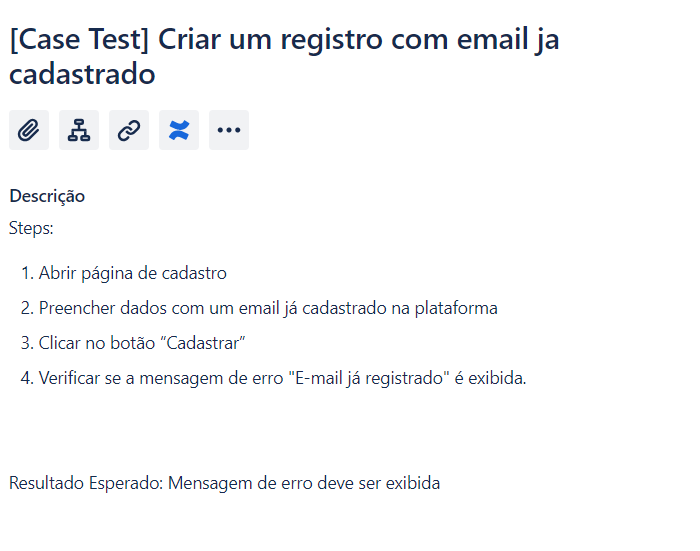 [Case Test] Criar um registro com email ja
cadastrado
Descrição
Steps:
1. Abrir página de cadastro
2. Preencher dados com um email já cadastrado na plataforma
3. Clicar no botão “Cadastrar”
4. Verificar se a mensagem de erro "E-mail já registrado" é exibida.
Resultado Esperado: Mensagem de erro deve ser exibida